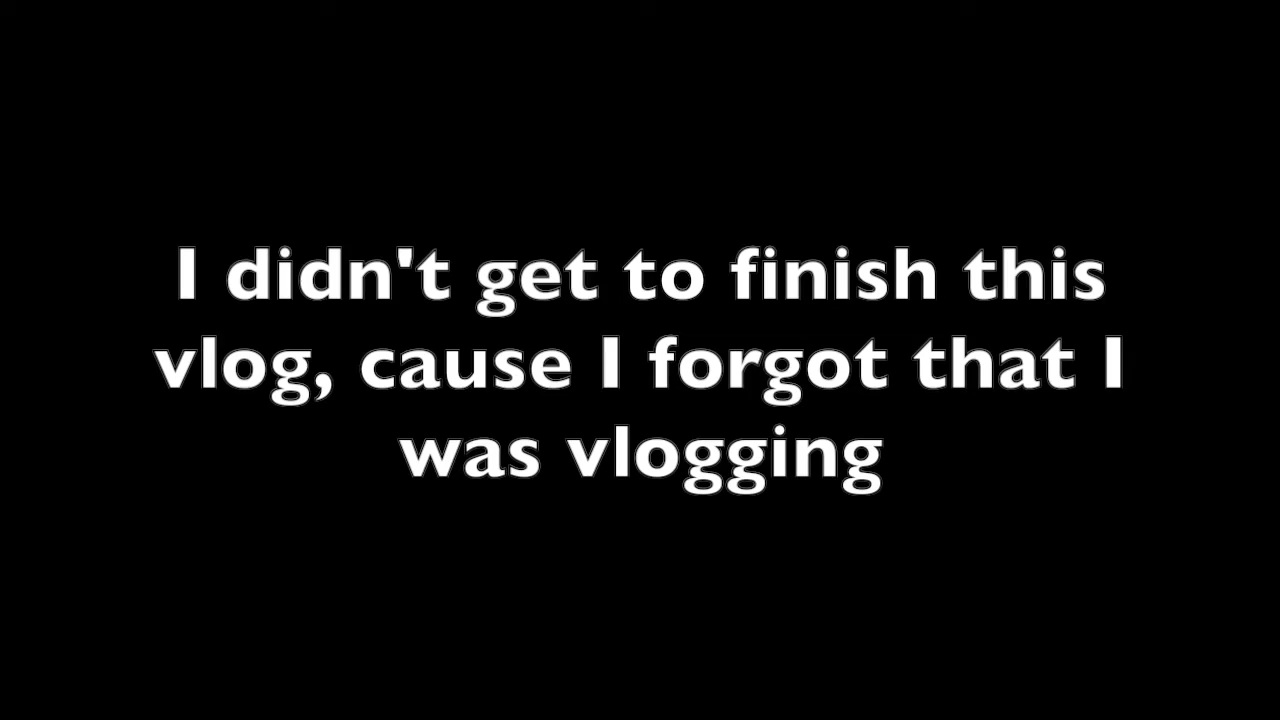 I didn't get to finish this
vlog, cause I forgot that I
was vlogging